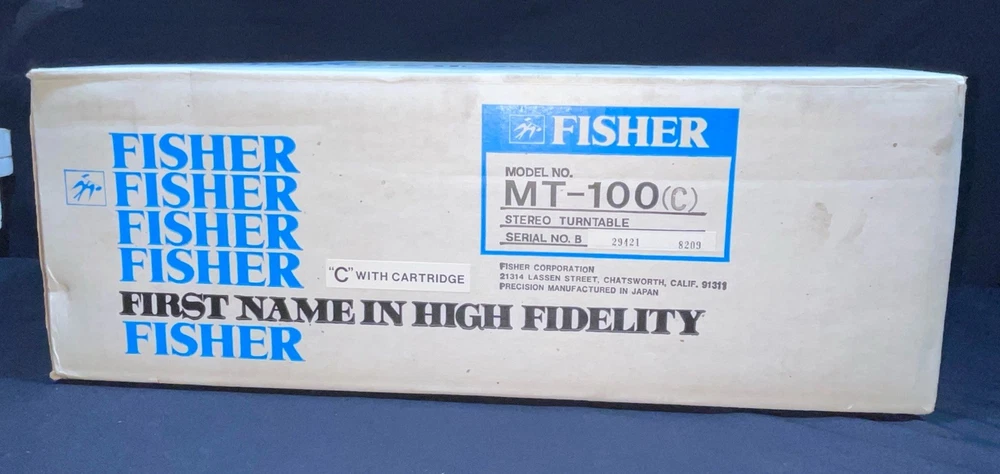 FISHER
FISHER
FISHER
FISHER
"C" WITH CARTRIDGE
FIRST NAME IN HIGH FIDELITY
FISHER
FISHER
MODEL NO.
MT-100(C)
STEREO TURNTABLE
SERIAL NO. B 29421 8209
FISHER CORPORATION
21314 LASSEN STREET, CHATSWORTH, CALIF. 91311
PRECISION MANUFACTURED IN JAPAN